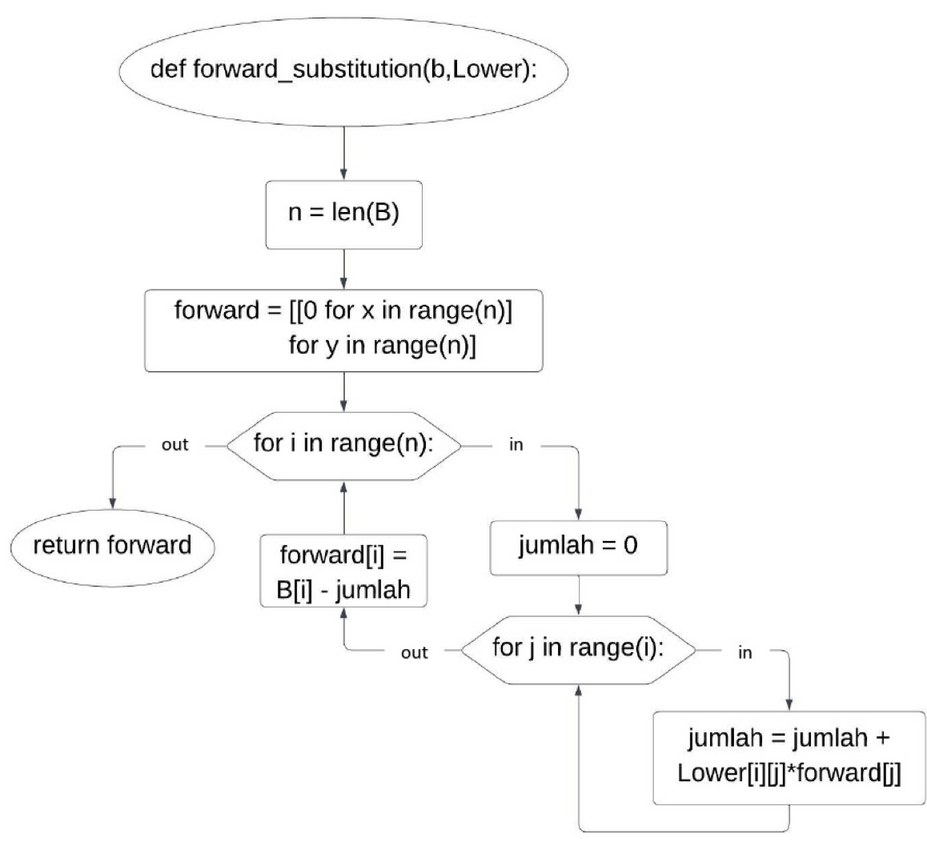 def forward_substitution(b,Lower):
n = len(B)
forward = [[0 for x in range(n)]
for y in range(n)]
for i in range(n):
out
in
return forward
forward[i] =
B[i] - jumlah
jumlah = 0
for j in range(i):
out
in
jumlah = jumlah +
Lower[i][j]*forward[j]